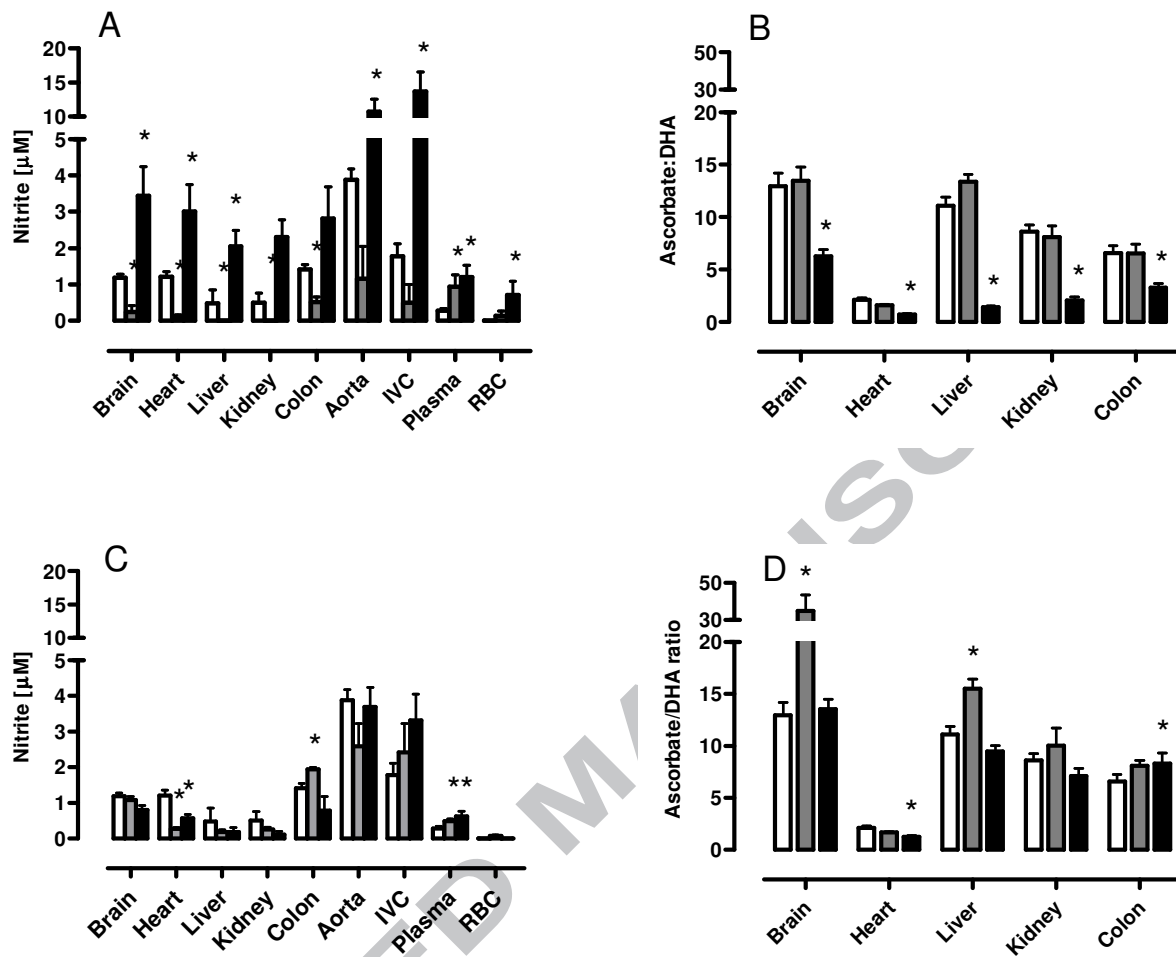 A
20
15
10
5
4
3
2
1
0
Nitrite [μM]
* * * * * * * * * * * * *
Brain Heart Liver Kidney Colon Aorta IVC Plasma RBC
B
50
30
20
15
10
5
0
Ascorbate:DHA
* * * * *
Brain Heart Liver Kidney Colon
C
20
15
10
5
4
3
2
1
0
Nitrite [μM]
* * * **
Brain Heart Liver Kidney Colon Aorta IVC Plasma RBC
D
50
30
20
15
10
5
0
Ascorbate/DHA ratio
* * * *
Brain Heart Liver Kidney Colon